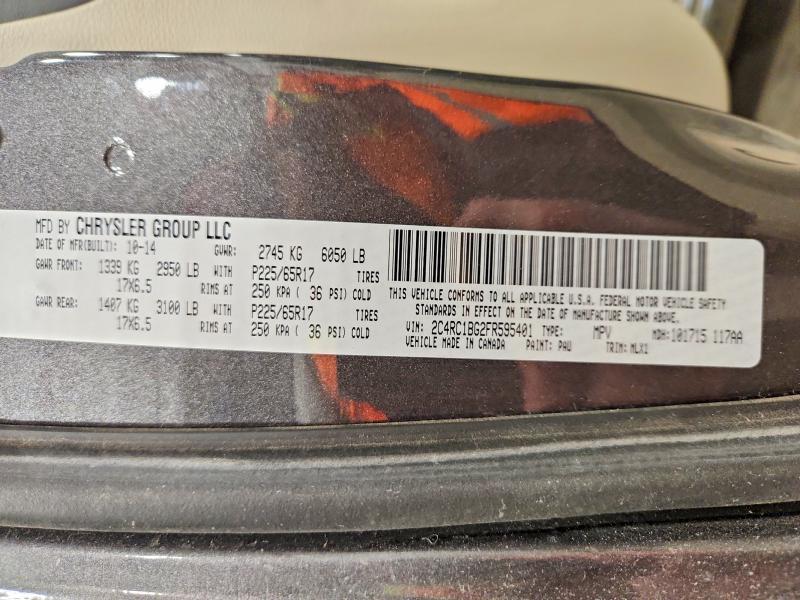 MFD BY CHRYSLER GROUP LLC
DATE OF MFR(BUILT): 10-14 GVWR: 2745 KG 6050 LB
GAWR FRONT: 1339 KG 2950 LB WITH P225/65R17 TIRES
17X6.5 RIMS AT 250 KPA ( 36 PSI) COLD
GAWR REAR: 1407 KG 3100 LB WITH P225/65R17 TIRES
17X6.5 RIMS AT 250 KPA ( 36 PSI) COLD
THIS VEHICLE CONFORMS TO ALL APPLICABLE U.S.A. FEDERAL MOTOR VEHICLE SAFETY
STANDARDS IN EFFECT ON THE DATE OF MANUFACTURE SHOWN ABOVE.
VIN: 2C4RC1BG2FR595401 TYPE: MPV MDH:101715 117AA
VEHICLE MADE IN CANADA PAINT: PAU TRIM: MLX1